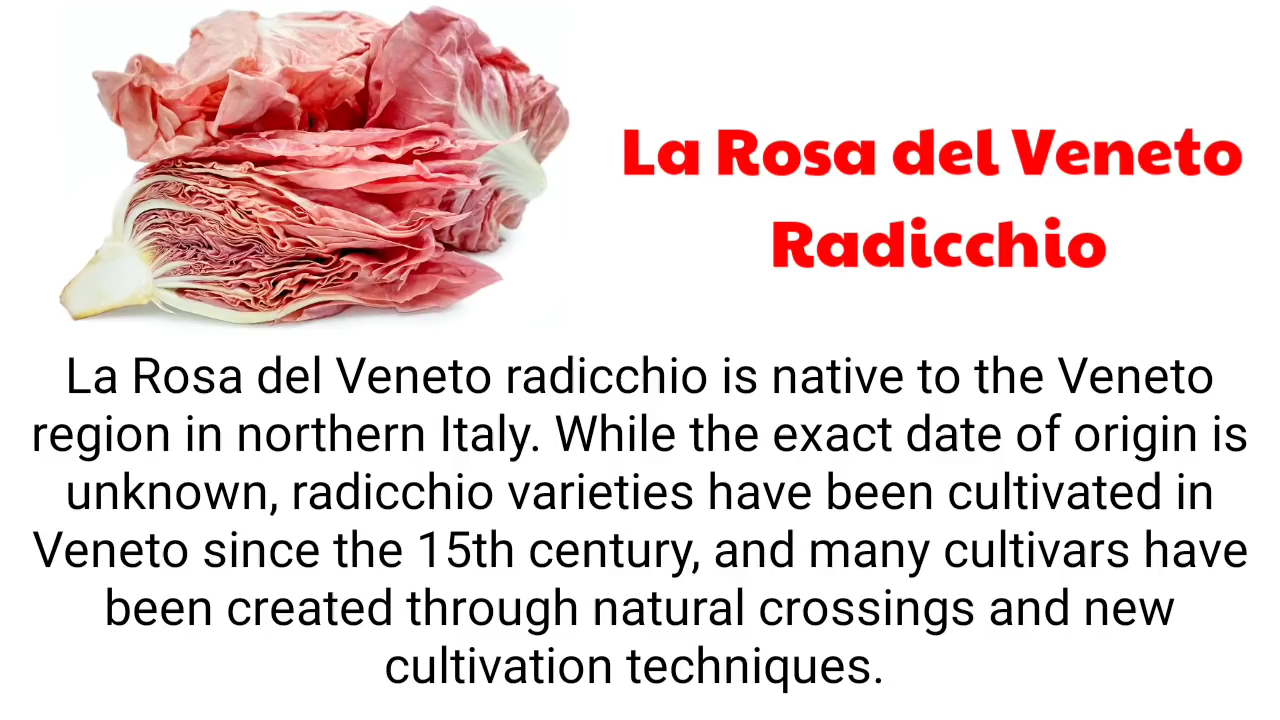 La Rosa del Veneto
Radicchio
La Rosa del Veneto radicchio is native to the Veneto
region in northern Italy. While the exact date of origin is
unknown, radicchio varieties have been cultivated in
Veneto since the 15th century, and many cultivars have
been created through natural crossings and new
cultivation techniques.